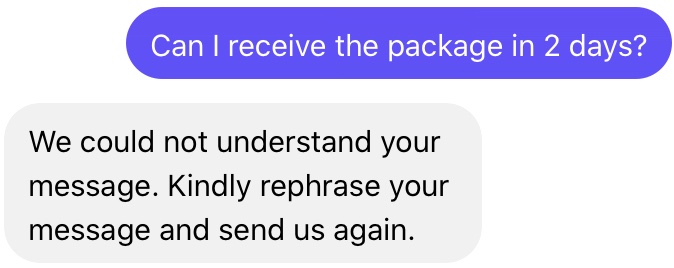 Can I receive the package in 2 days?
We could not understand your
message. Kindly rephrase your
message and send us again.